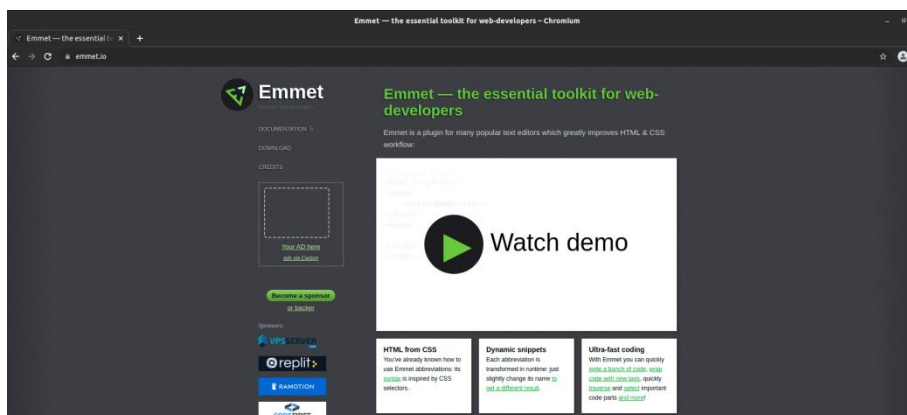 Emmet — the essential toolkit for web-developers – Chromium
Emmet — the essential to
emmet.io
Emmet
DOCUMENTATION
DOWNLOAD
CREDITS
Your AD here
ads via Carbon
Become a sponsor
or backer
Sponsors:
VPSSERVER
replit
RAMOTION
Emmet — the essential toolkit for web-
developers
Emmet is a plugin for many popular text editors which greatly improves HTML & CSS
workflow:
Watch demo
HTML from CSS
You've already known how to
use Emmet abbreviations: its
syntax is inspired by CSS
selectors.
Dynamic snippets
Each abbreviation is
transformed in runtime: just
slightly change its name to
get a different result.
Ultra-fast coding
With Emmet you can quickly
write a bunch of code, wrap
code with new tags, quickly
traverse and select important
code parts and more!